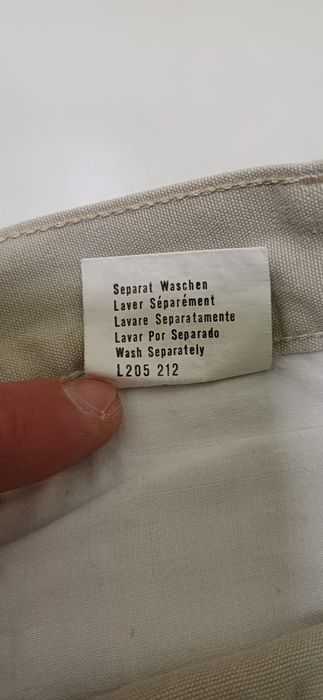 Separat Waschen
Laver Séparément
Lavare Separatamente
Lavar Por Separado
Wash Separately
L205 212